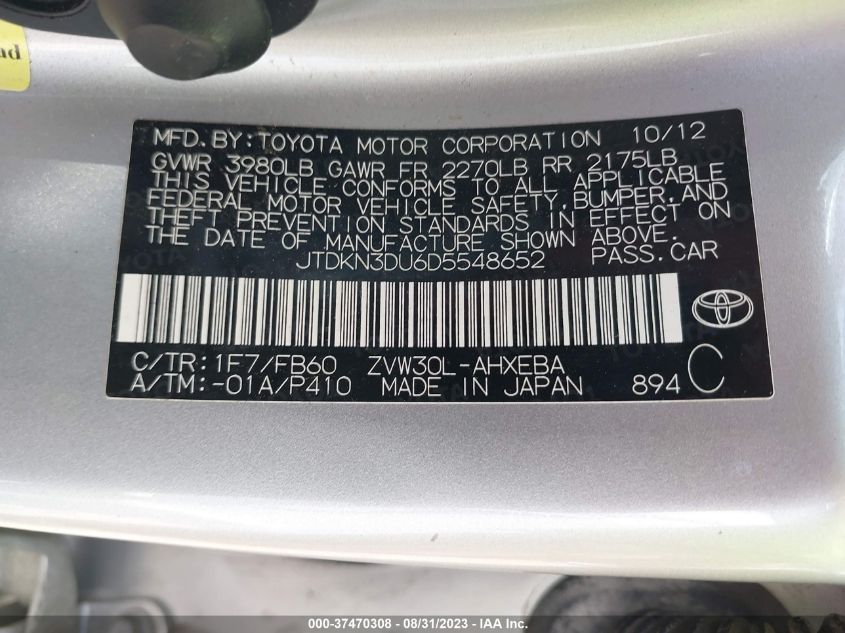 ad
MFD. BY: TOYOTA MOTOR CORPORATION 10/12
GVWR 3980LB GAWR FR 2270LB RR 2175LB
THIS VEHICLE CONFORMS TO ALL APPLICABLE
FEDERAL MOTOR VEHICLE SAFETY, BUMPER, AND
THEFT PREVENTION STANDARDS IN EFFECT ON
THE DATE OF MANUFACTURE SHOWN ABOVE.
JTDKN3DU6D5548652 PASS. CAR
C/TR: 1F7/FB60 ZVW30L-AHXEBA
A/TM: -01A/P410 MADE IN JAPAN 894 C
000-37470308 - 08/31/2023 - IAA Inc.